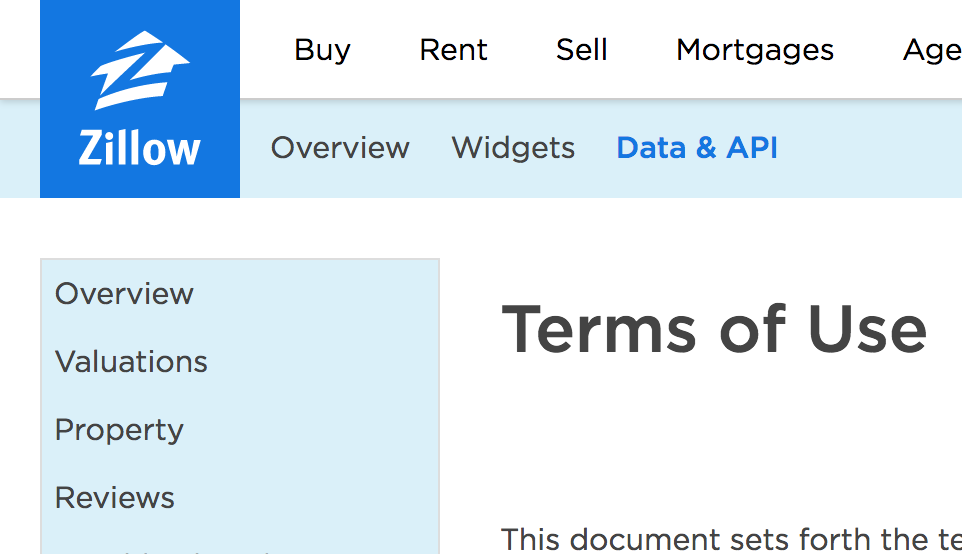 Buy Rent Sell Mortgages
Zillow
Overview Widgets Data & API
Overview
Valuations
Property
Reviews
Terms of Use
This document sets forth the